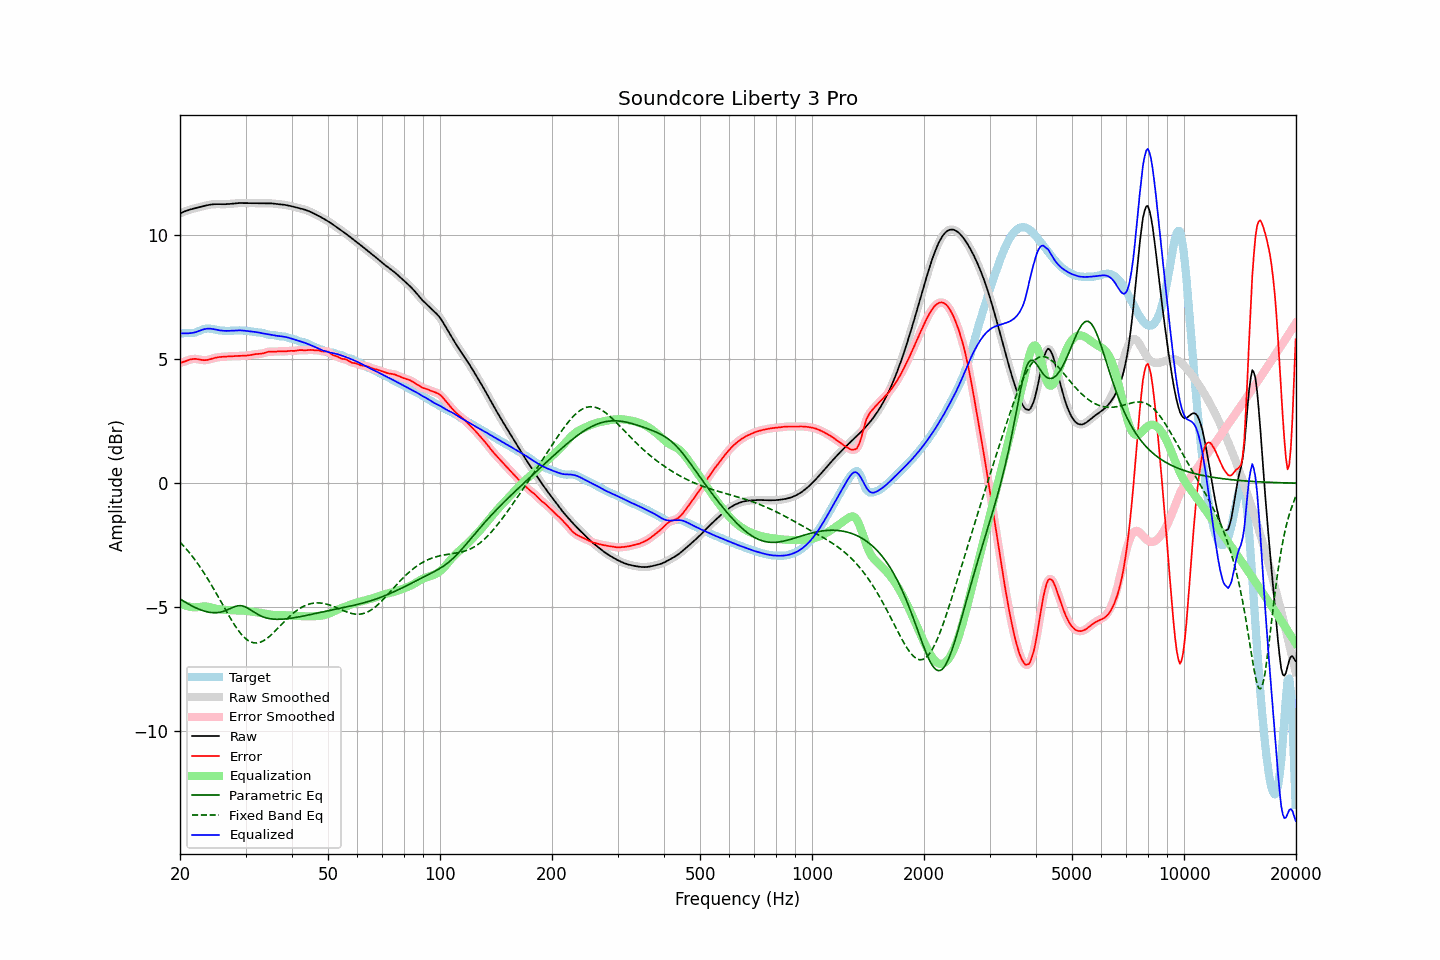 Soundcore Liberty 3 Pro
Amplitude (dBr)
10
5
0
−5
−10
Target
Raw Smoothed
Error Smoothed
Raw
Error
Equalization
Parametric Eq
Fixed Band Eq
Equalized
20 50 100 200 500 1000 2000 5000 10000 20000
Frequency (Hz)